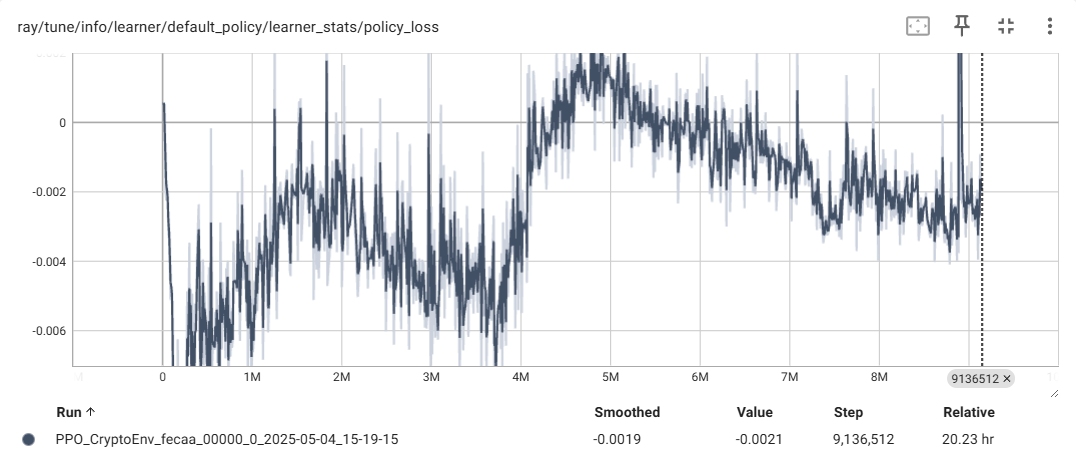 ray/tune/info/learner/default_policy/learner_stats/policy_loss
0.002
0
-0.002
-0.004
-0.006
0
1M
2M
3M
4M
5M
6M
7M
8M
9136512 ×
Run ↑ Smoothed Value Step Relative
PPO_CryptoEnv_fecaa_00000_0_2025-05-04_15-19-15 -0.0019 -0.0021 9,136,512 20.23 hr